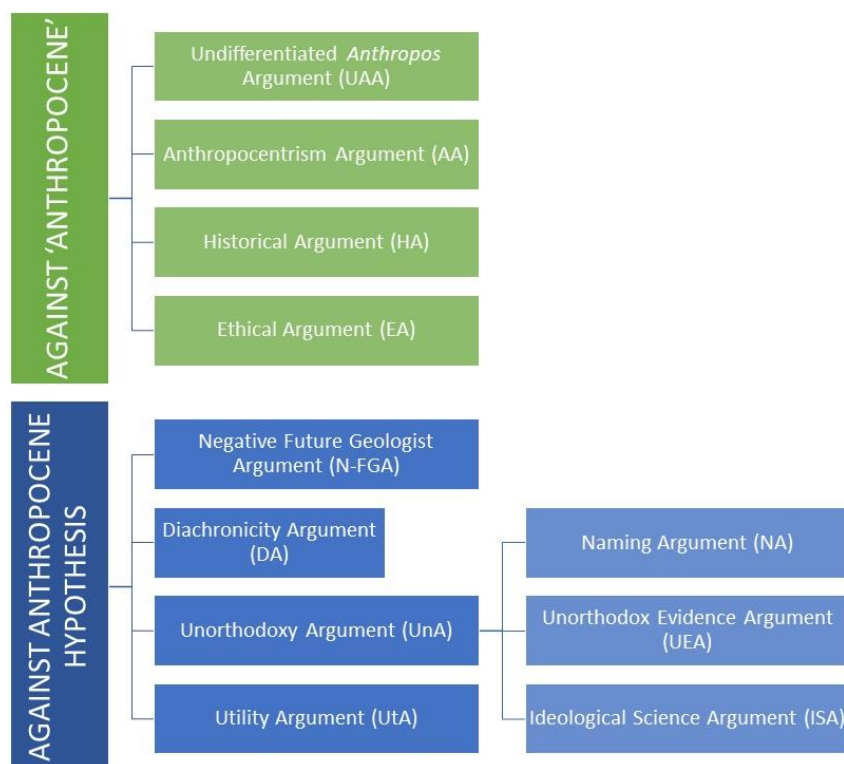 AGAINST 'ANTHROPOCENE'
Undifferentiated Anthropos
Argument (UAA)
Anthropocentrism Argument (AA)
Historical Argument (HA)
Ethical Argument (EA)
AGAINST ANTHROPOCENE
HYPOTHESIS
Negative Future Geologist
Argument (N-FGA)
Diachronicity Argument
(DA)
Unorthodoxy Argument (UnA)
Utility Argument (UtA)
Naming Argument (NA)
Unorthodox Evidence Argument
(UEA)
Ideological Science Argument (ISA)